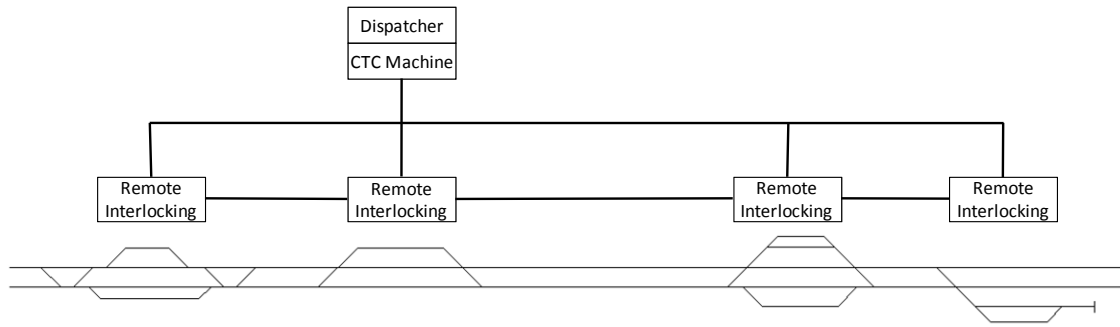 Dispatcher
CTC Machine
Remote
Interlocking
Remote
Interlocking
Remote
Interlocking
Remote
Interlocking